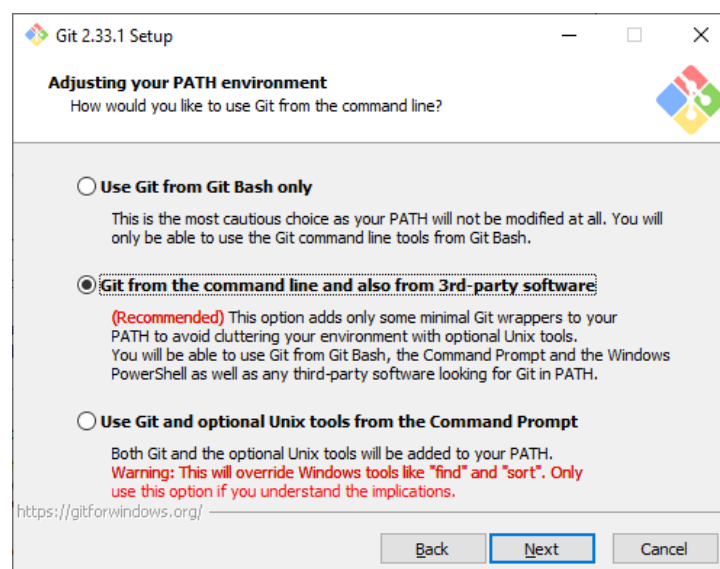 Git 2.33.1 Setup
Adjusting your PATH environment
How would you like to use Git from the command line?
Use Git from Git Bash only
This is the most cautious choice as your PATH will not be modified at all. You will
only be able to use the Git command line tools from Git Bash.
Git from the command line and also from 3rd-party software
(Recommended) This option adds only some minimal Git wrappers to your
PATH to avoid cluttering your environment with optional Unix tools.
You will be able to use Git from Git Bash, the Command Prompt and the Windows
PowerShell as well as any third-party software looking for Git in PATH.
Use Git and optional Unix tools from the Command Prompt
Both Git and the optional Unix tools will be added to your PATH.
Warning: This will override Windows tools like "find" and "sort". Only
use this option if you understand the implications.
https://gitforwindows.org/
Back Next Cancel